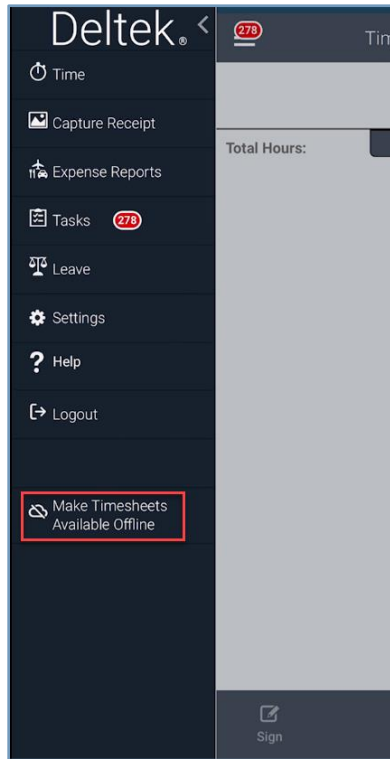 Deltek®
Time
Capture Receipt
Expense Reports
Tasks 278
Leave
Settings
? Help
Logout
Make Timesheets
Available Offline
278
Total Hours:
Sign